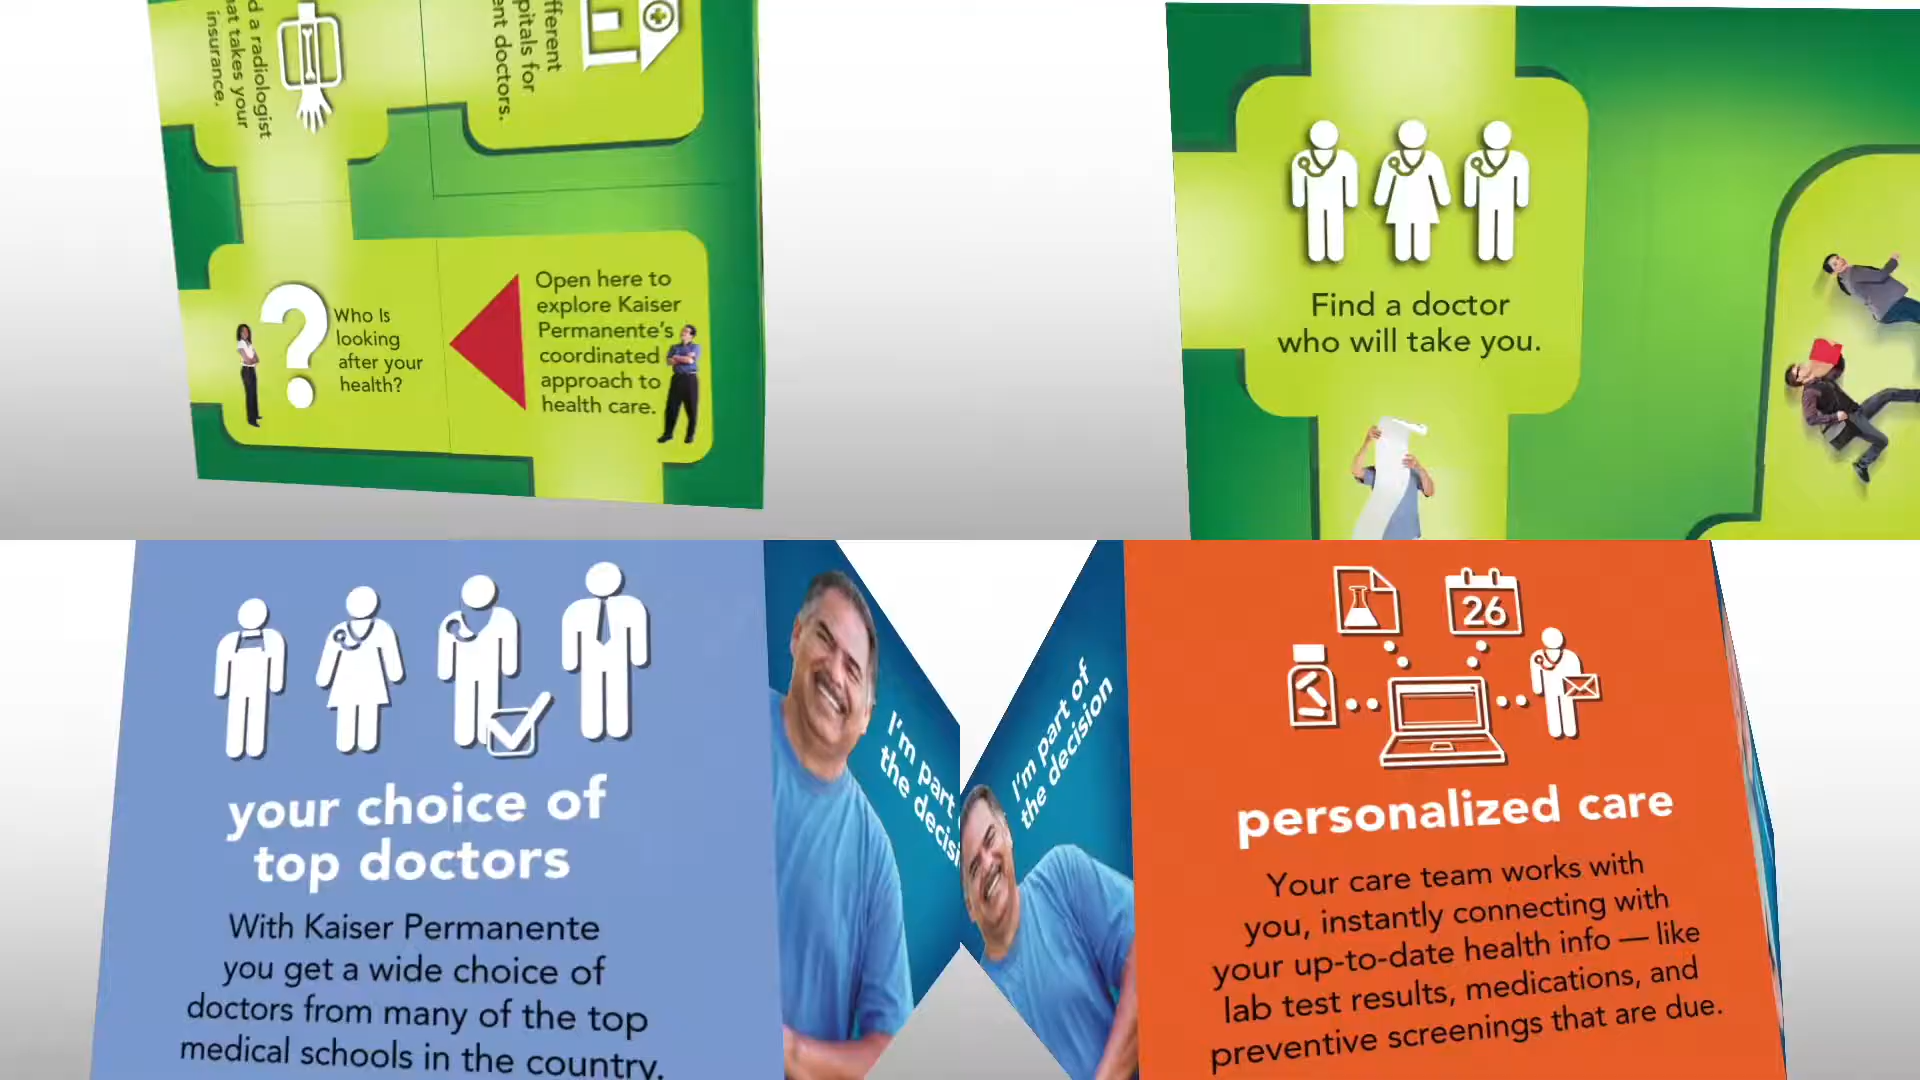 d a radiologist
at takes your
insurance.
fferent
pitals for
ent doctors.
Who Is
looking
after your
health?
Open here to
explore Kaiser
Permanente's
coordinated
approach to
health care.
Find a doctor
who will take you.
your choice of
top doctors
With Kaiser Permanente
you get a wide choice of
doctors from many of the top
medical schools in the country.
I'm part
the decisi
I'm part of
the decision
26
personalized care
Your care team works with
you, instantly connecting with
your up-to-date health info — like
lab test results, medications, and
preventive screenings that are due.